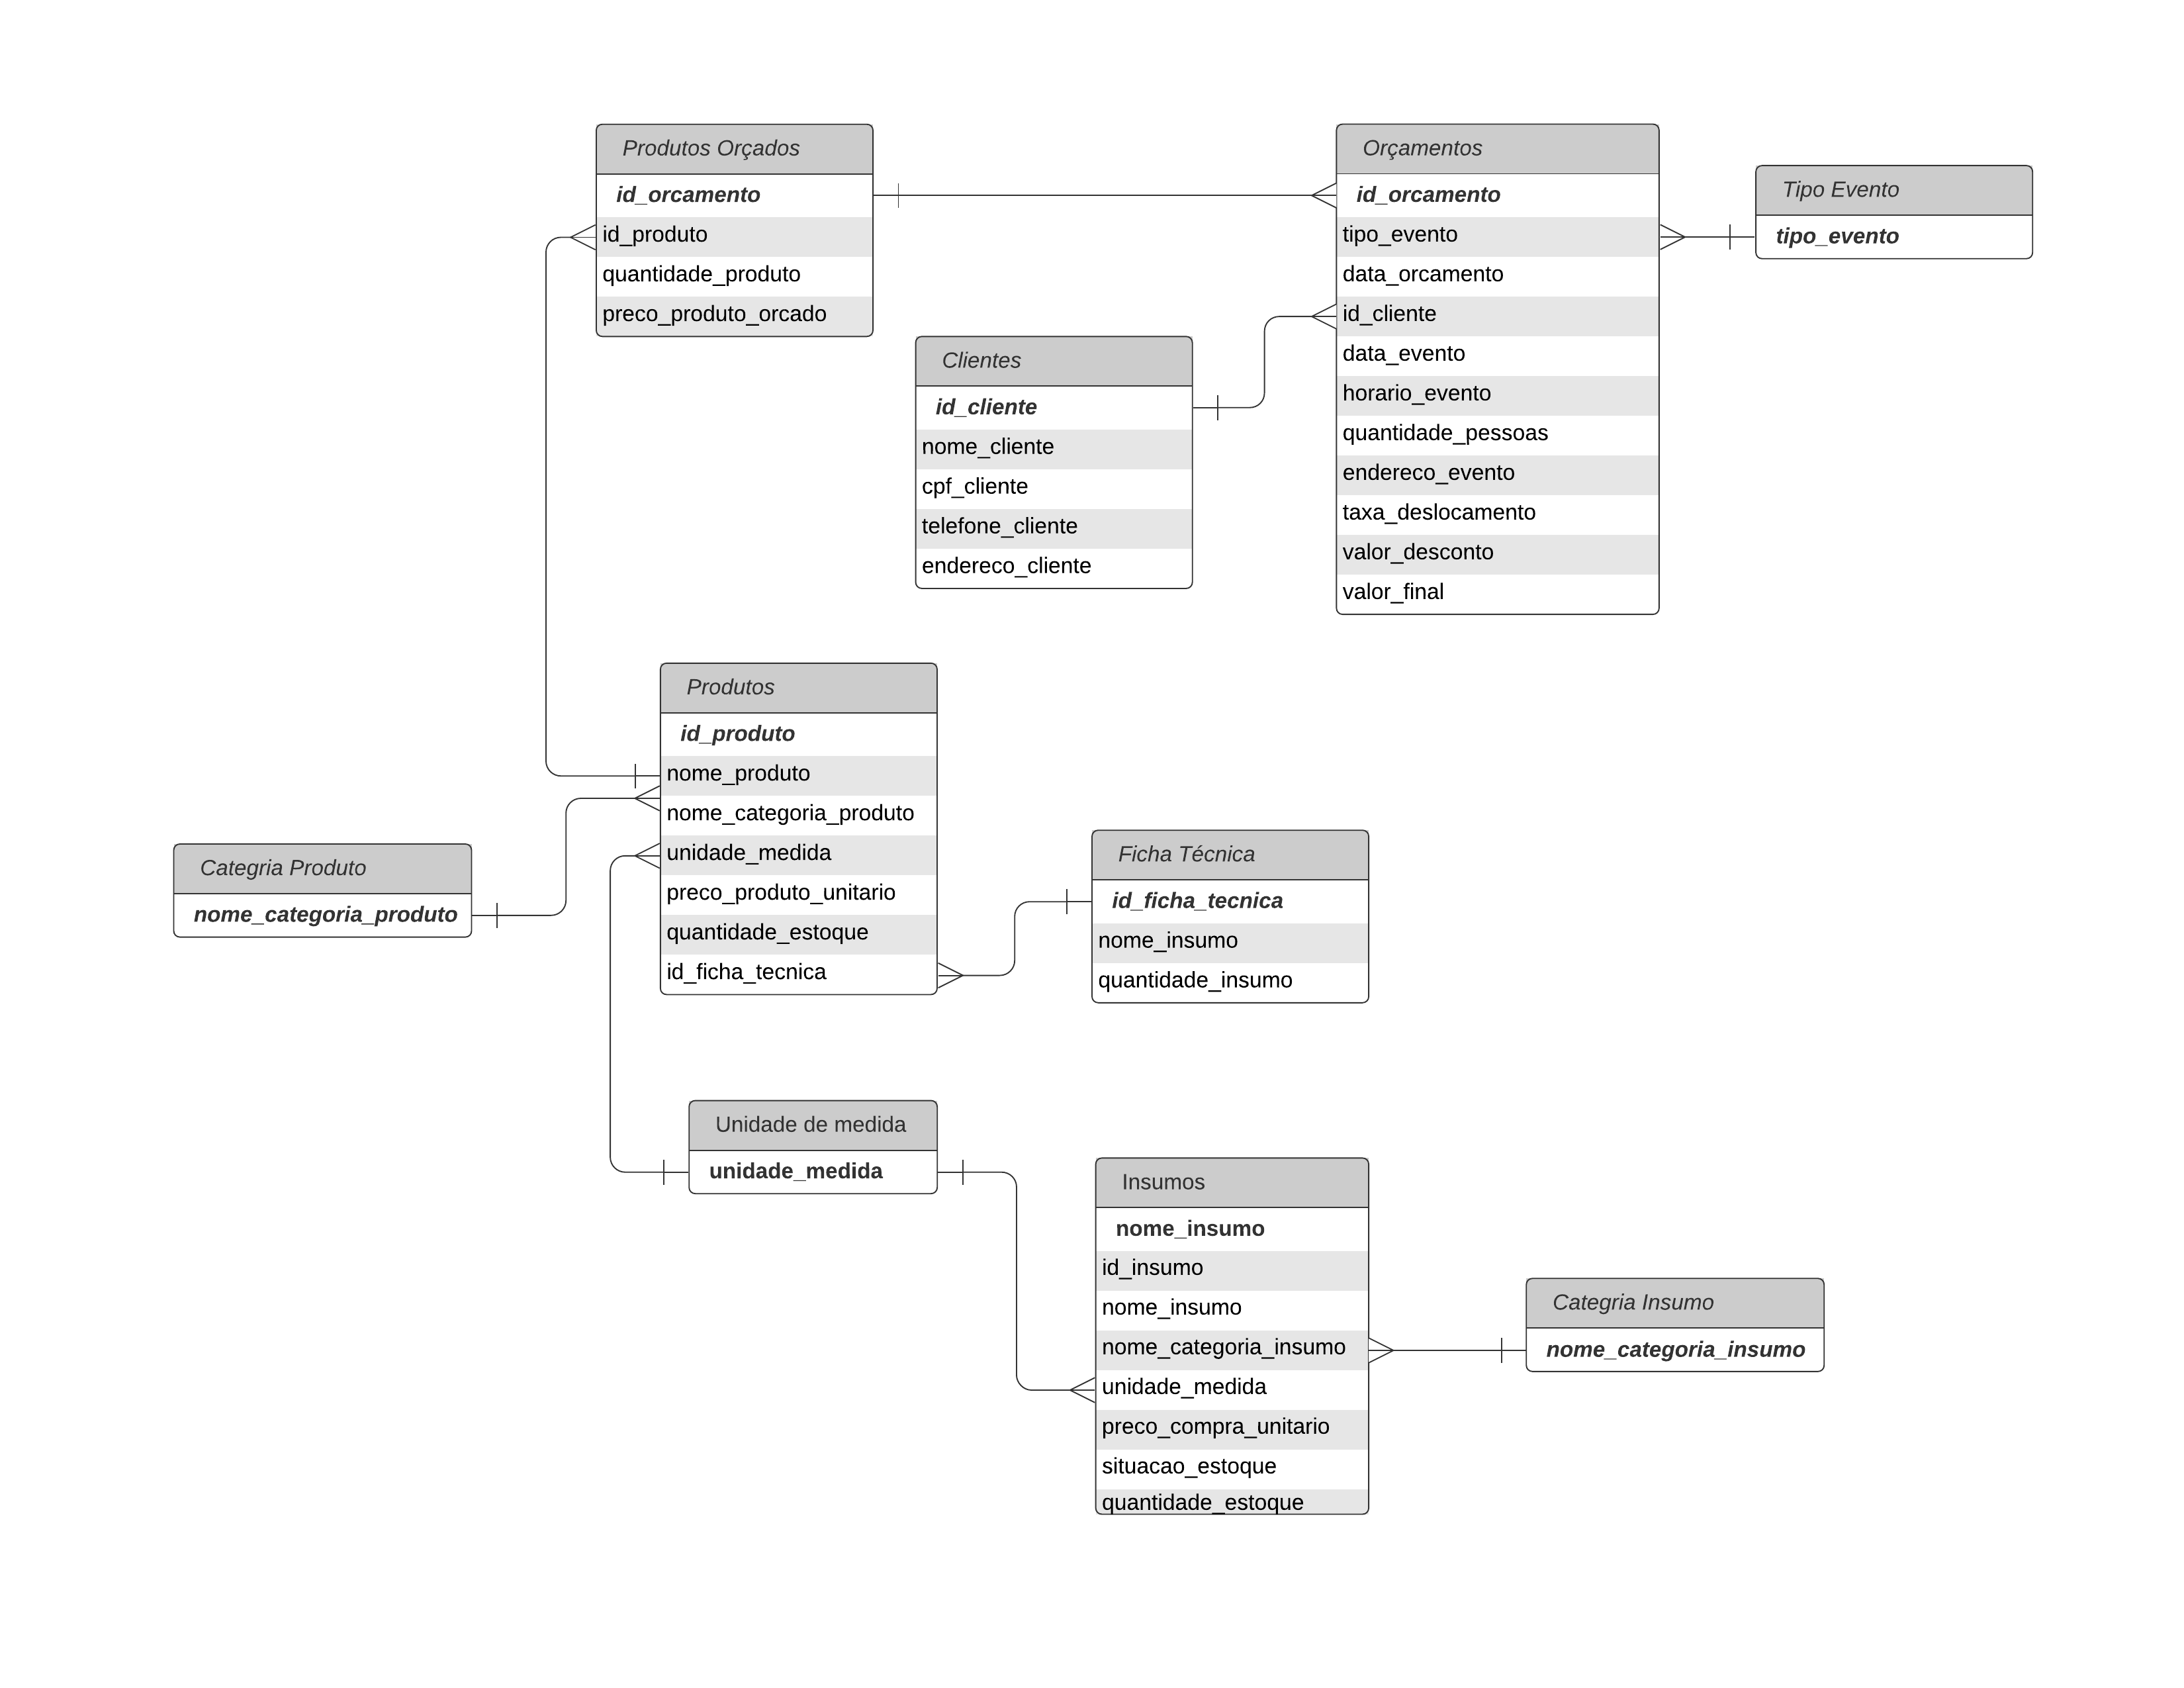 Produtos Orçados
id_orcamento
id_produto
quantidade_produto
preco_produto_orcado
Orçamentos
id_orcamento
tipo_evento
data_orcamento
id_cliente
data_evento
horario_evento
quantidade_pessoas
endereco_evento
taxa_deslocamento
valor_desconto
valor_final
Tipo Evento
tipo_evento
Clientes
id_cliente
nome_cliente
cpf_cliente
telefone_cliente
endereco_cliente
Produtos
id_produto
nome_produto
nome_categoria_produto
unidade_medida
preco_produto_unitario
quantidade_estoque
id_ficha_tecnica
Categria Produto
nome_categoria_produto
Ficha Técnica
id_ficha_tecnica
nome_insumo
quantidade_insumo
Unidade de medida
unidade_medida
Insumos
nome_insumo
id_insumo
nome_insumo
nome_categoria_insumo
unidade_medida
preco_compra_unitario
situacao_estoque
quantidade_estoque
Categria Insumo
nome_categoria_insumo